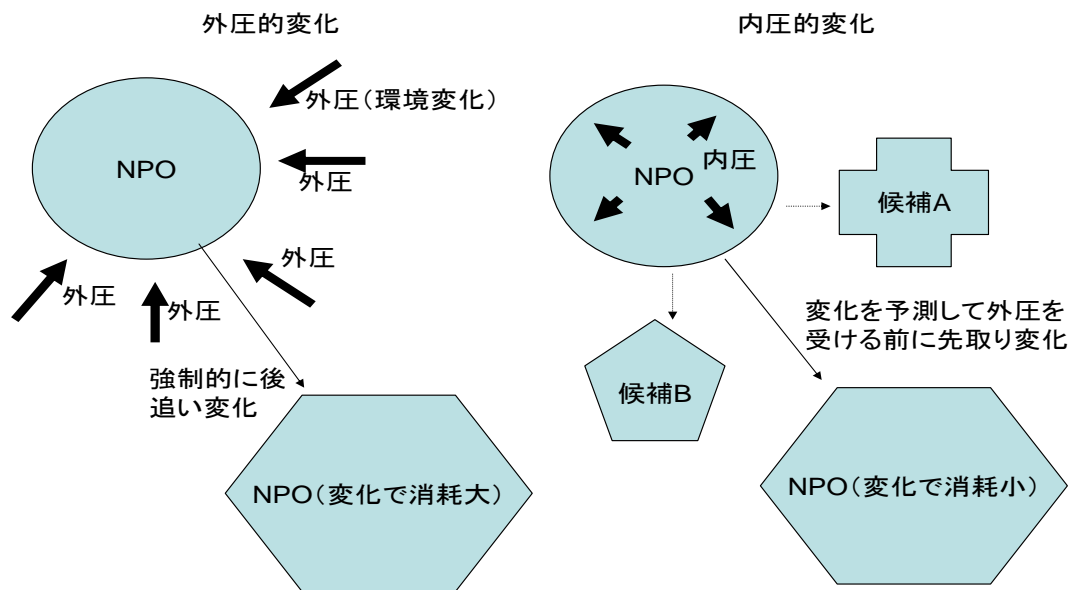 外圧的変化
外圧(環境変化)
NPO
外圧
外圧
外圧
外圧
強制的に後
追い変化
NPO(変化で消耗大)
内圧的変化
内圧
NPO
候補A
変化を予測して外圧を
受ける前に先取り変化
候補B
NPO(変化で消耗小)